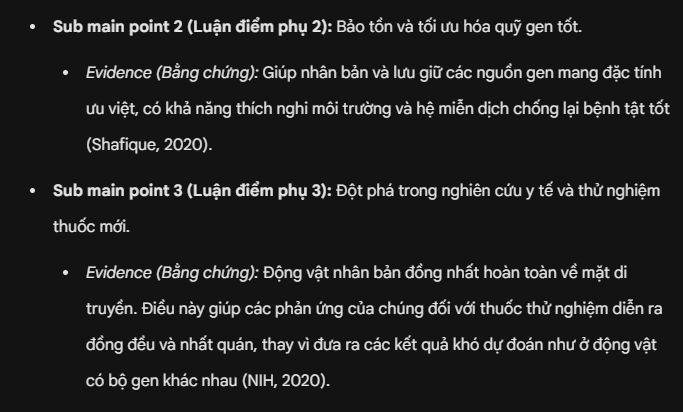 • Sub main point 2 (Luận điểm phụ 2): Bảo tồn và tối ưu hóa quỹ gen tốt.
• Evidence (Bằng chứng): Giúp nhân bản và lưu giữ các nguồn gen mang đặc tính
ưu việt, có khả năng thích nghi môi trường và hệ miễn dịch chống lại bệnh tật tốt
(Shafique, 2020).
• Sub main point 3 (Luận điểm phụ 3): Đột phá trong nghiên cứu y tế và thử nghiệm
thuốc mới.
• Evidence (Bằng chứng): Động vật nhân bản đồng nhất hoàn toàn về mặt di
truyền. Điều này giúp các phản ứng của chúng đối với thuốc thử nghiệm diễn ra
đồng đều và nhất quán, thay vì đưa ra các kết quả khó dự đoán như ở động vật
có bộ gen khác nhau (NIH, 2020).